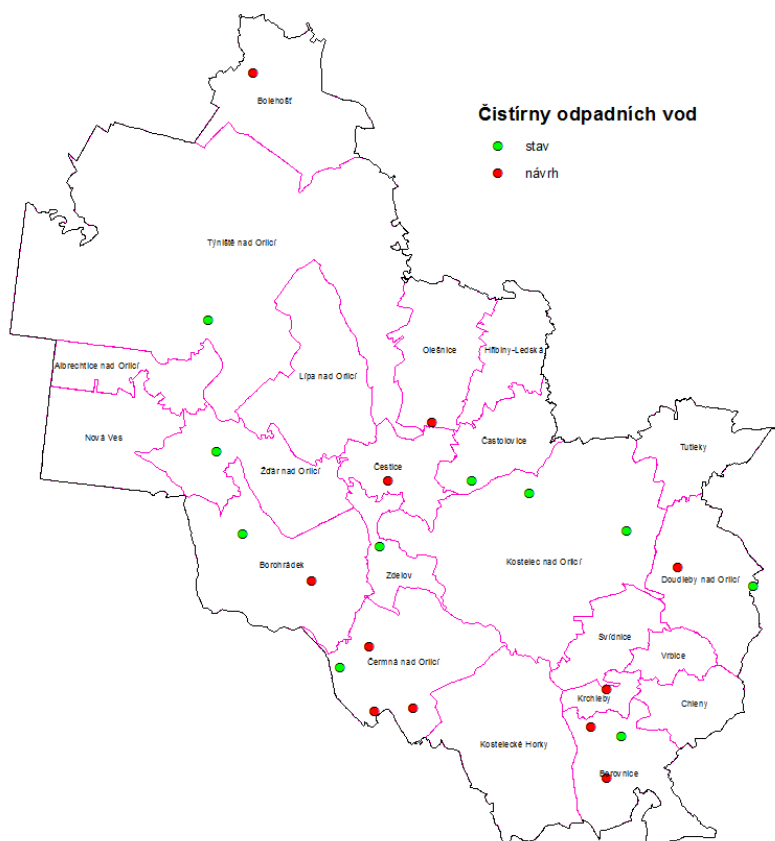 Bolehošť
Čistírny odpadních vod
stav
návrh
Týniště nad Orlicí
Olešnice
Hřibiny-Ledská
Albrechtice nad Orlicí
Lípa nad Orlicí
Nová Ves
Častolovice
Tutleky
Žďár nad Orlicí
Čestice
Borohrádek
Zdelov
Kostelec nad Orlicí
Doudleby nad Orlicí
Svídnice
Vrbice
Čermná nad Orlicí
Krchleby
Chleny
Kostelecké Horky
Borovnice